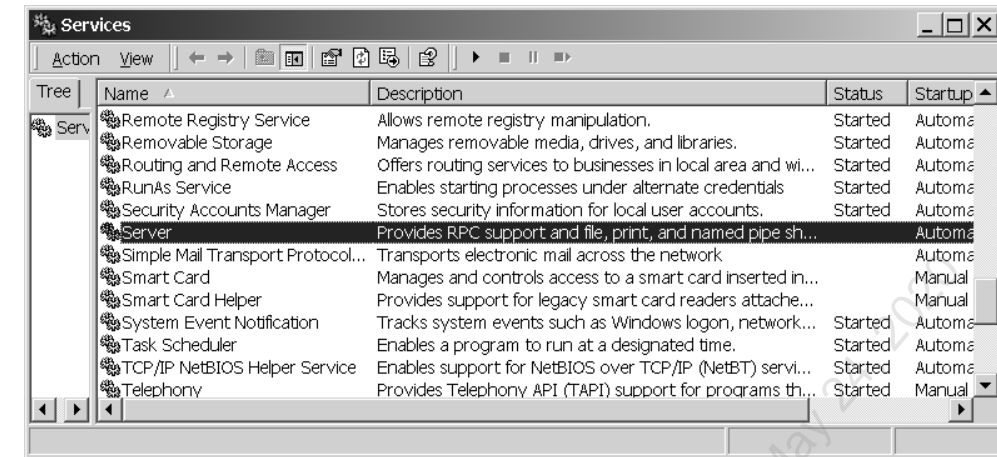 Services
Action View
Tree Name Description Status Startup
Serv Remote Registry Service Allows remote registry manipulation. Started Automa
Removable Storage Manages removable media, drives, and libraries. Started Automa
Routing and Remote Access Offers routing services to businesses in local area and wi... Started Automa
RunAs Service Enables starting processes under alternate credentials Started Automa
Security Accounts Manager Stores security information for local user accounts. Started Automa
Server Provides RPC support and file, print, and named pipe sh... Automa
Simple Mail Transport Protocol... Transports electronic mail across the network Automa
Smart Card Manages and controls access to a smart card inserted in... Manual
Smart Card Helper Provides support for legacy smart card readers attache... Manual
System Event Notification Tracks system events such as Windows logon, network... Started Automa
Task Scheduler Enables a program to run at a designated time. Started Automa
TCP/IP NetBIOS Helper Service Enables support for NetBIOS over TCP/IP (NetBT) servi... Started Automa
Telephony Provides Telephony API (TAPI) support for programs th... Started Manual
May 24, 2020